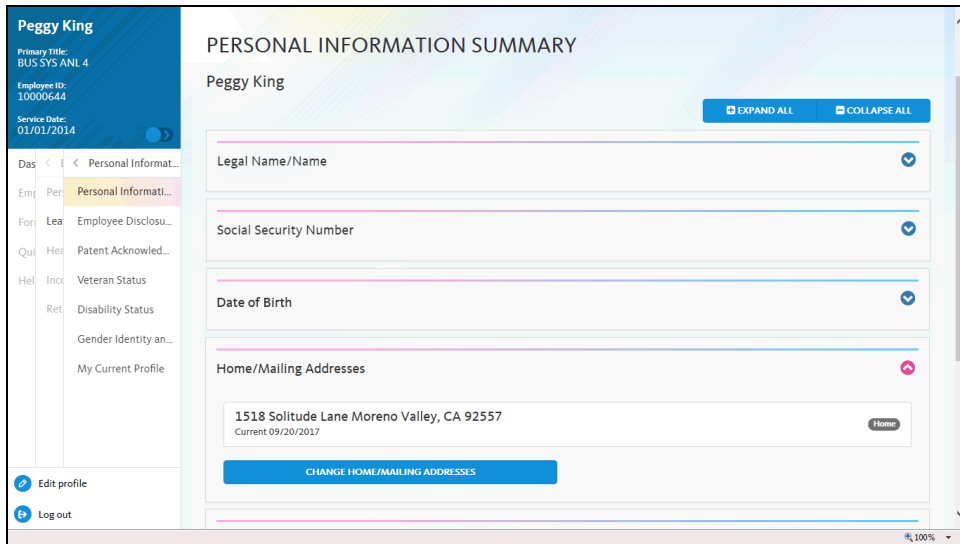 Peggy King
Primary Title:
BUS SYS ANL 4
Employee ID:
10000644
Service Date:
01/01/2014
Das
Emp
For
Qui
Hel
Per
Lea
Hea
Inc
Ret
Personal Informat...
Personal Informati...
Employee Disclosu...
Patent Acknowled...
Veteran Status
Disability Status
Gender Identity an...
My Current Profile
Edit profile
Log out
PERSONAL INFORMATION SUMMARY
Peggy King
EXPAND ALL
COLLAPSE ALL
Legal Name/Name
Social Security Number
Date of Birth
Home/Mailing Addresses
1518 Solitude Lane Moreno Valley, CA 92557
Current 09/20/2017
Home
CHANGE HOME/MAILING ADDRESSES
100%